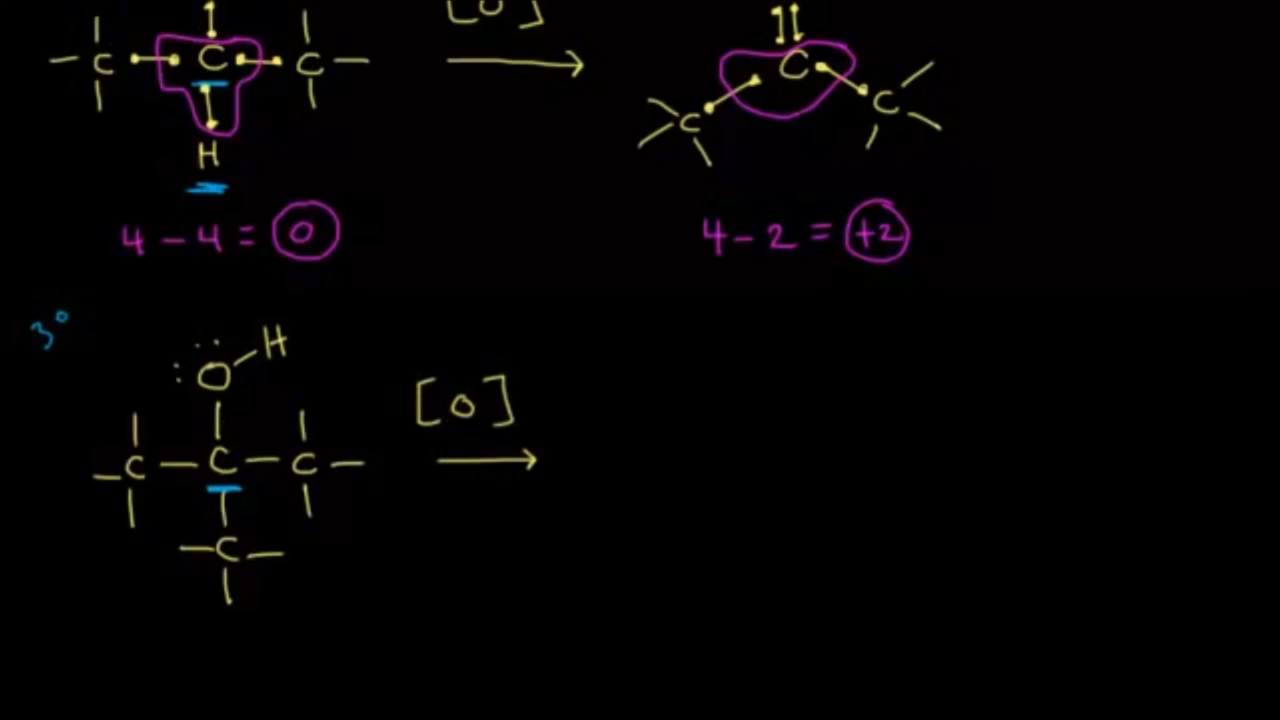 [O]
C C C C
C C
H
4 - 4 = 0 4 - 2 = +2
3°
H
:O
[O]
C C C
C